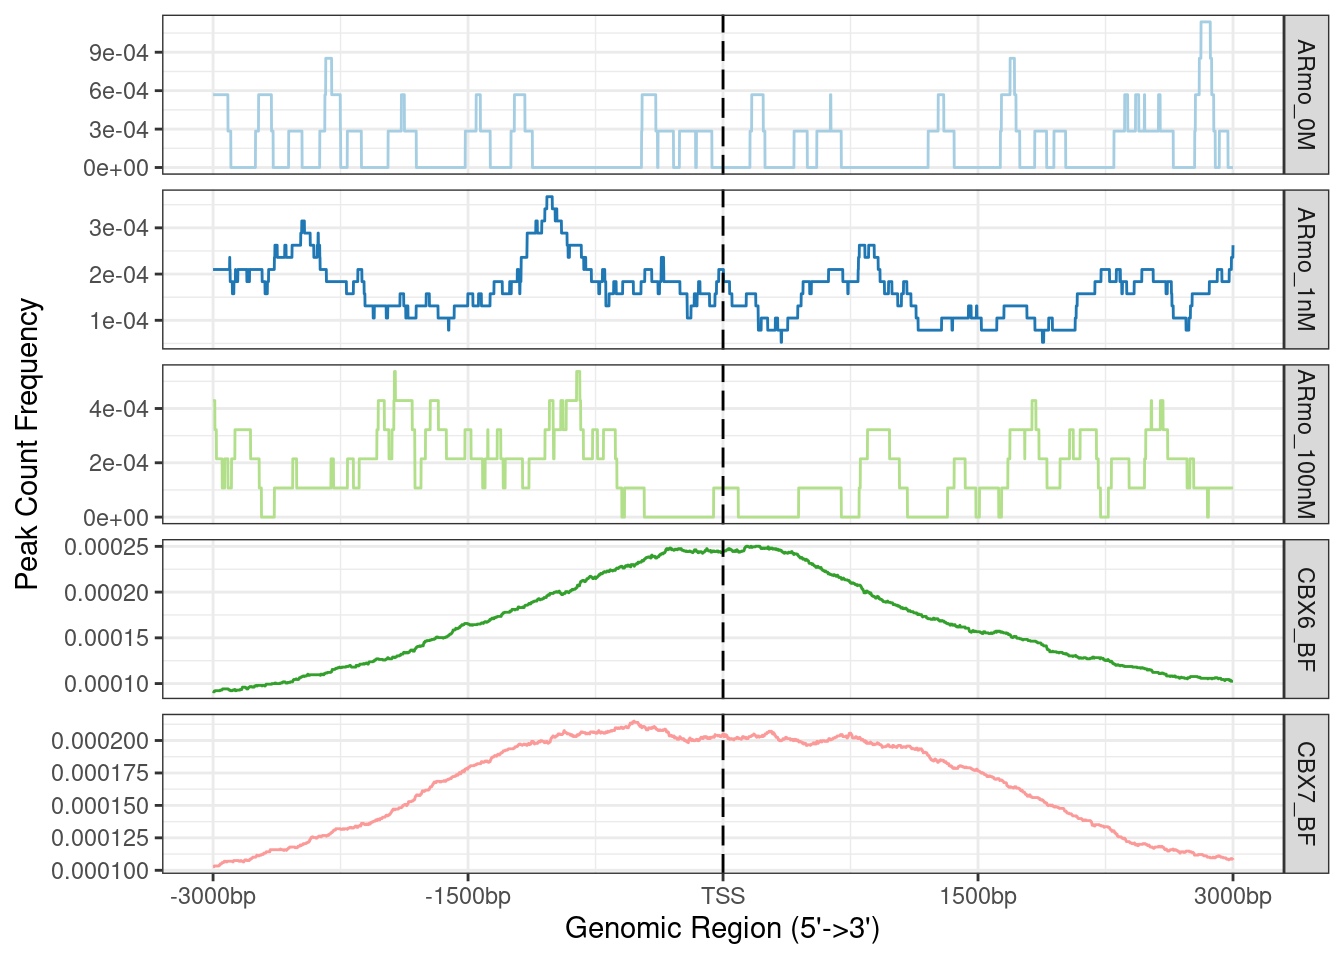 Peak Count Frequency
9e-04
6e-04
3e-04
0e+00
ARmo_0M
3e-04
2e-04
1e-04
ARmo_1nM
4e-04
2e-04
0e+00
ARmo_100nM
0.00025
0.00020
0.00015
0.00010
CBX6_BF
0.000200
0.000175
0.000150
0.000125
0.000100
CBX7_BF
-3000bp -1500bp TSS 1500bp 3000bp
Genomic Region (5'->3')